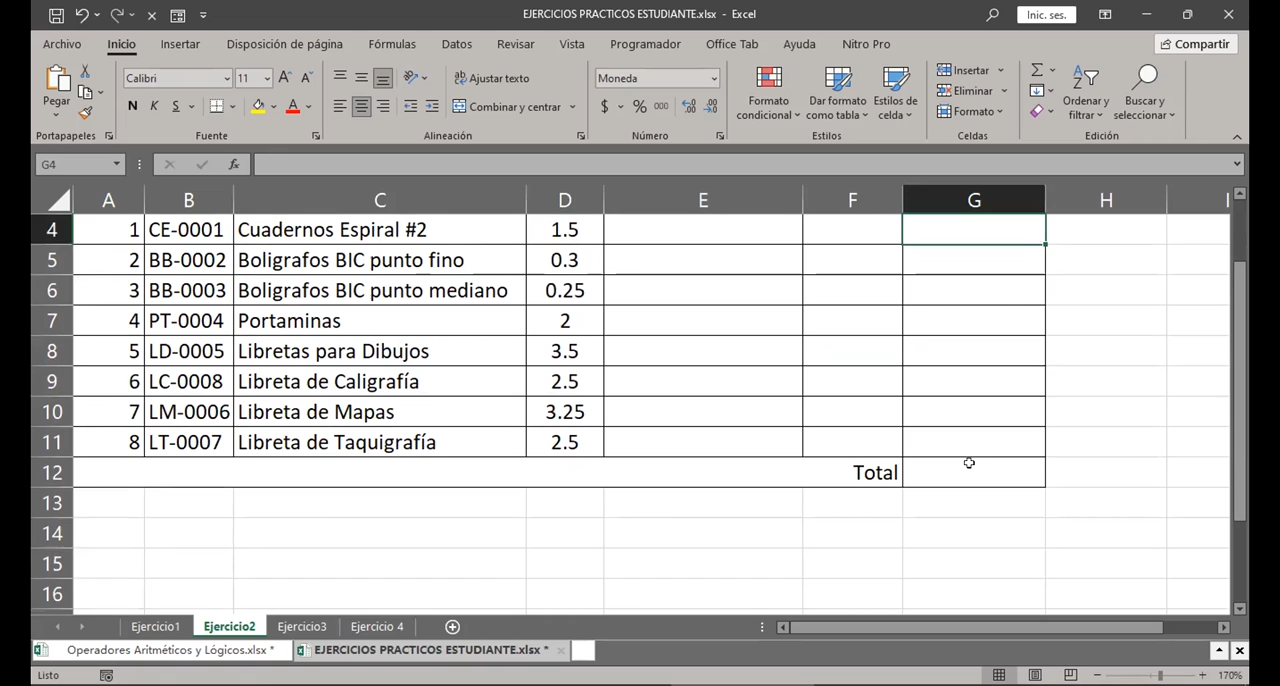 EJERCICIOS PRACTICOS ESTUDIANTE.xlsx - Excel
Inic. ses.
Archivo Inicio Insertar Disposición de página Fórmulas Datos Revisar Vista Programador Office Tab Ayuda Nitro Pro
Compartir
Pegar
Calibri 11
Ajustar texto
Moneda
N K S
Combinar y centrar
$ % 000
Formato condicional
Dar formato como tabla
Estilos de celda
Insertar
Eliminar
Formato
Ordenar y filtrar
Buscar y seleccionar
Portapapeles Fuente Alineación Número Estilos Celdas Edición
G4 fx
A B C D E F G H I
4 1 CE-0001 Cuadernos Espiral #2 1.5
5 2 BB-0002 Boligrafos BIC punto fino 0.3
6 3 BB-0003 Boligrafos BIC punto mediano 0.25
7 4 PT-0004 Portaminas 2
8 5 LD-0005 Libretas para Dibujos 3.5
9 6 LC-0008 Libreta de Caligrafía 2.5
10 7 LM-0006 Libreta de Mapas 3.25
11 8 LT-0007 Libreta de Taquigrafía 2.5
12 Total
13
14
15
16
Ejercicio1 Ejercicio2 Ejercicio3 Ejercicio 4
Operadores Aritméticos y Lógicos.xlsx * EJERCICIOS PRACTICOS ESTUDIANTE.xlsx *
Listo 170%